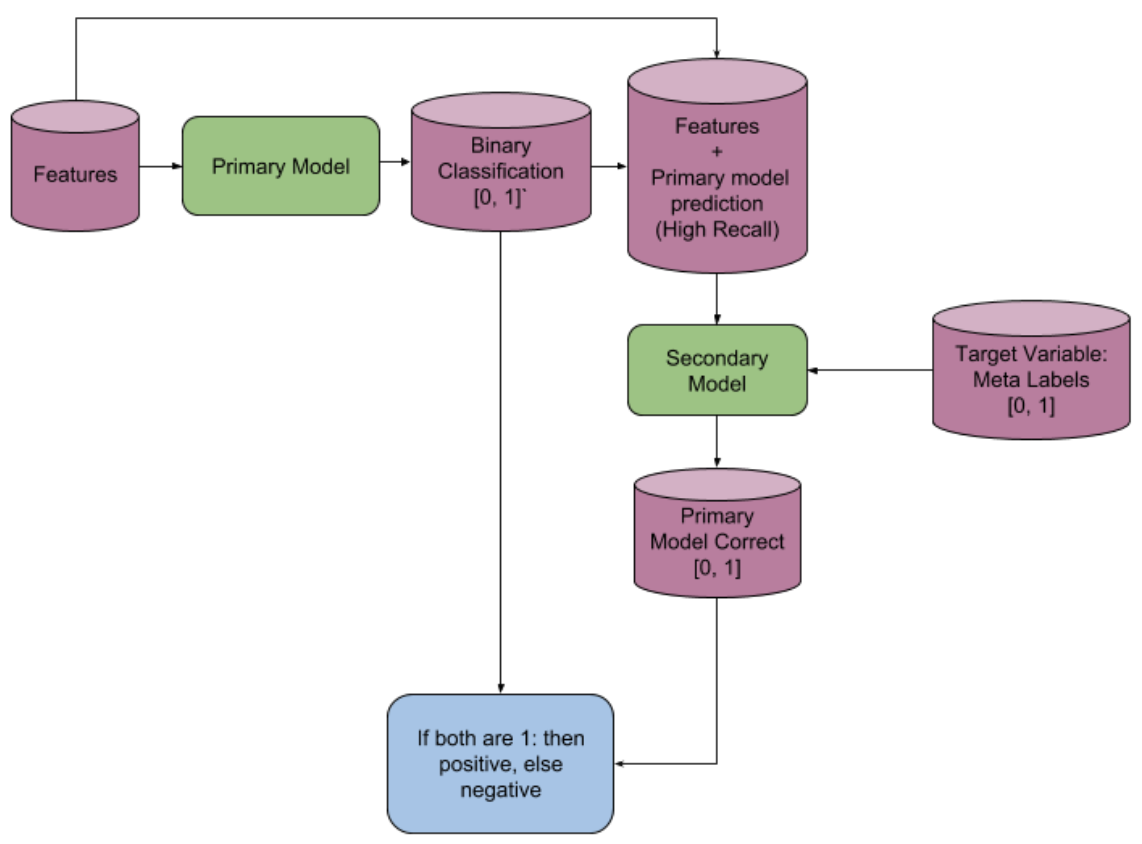 Features
Primary Model
Binary
Classification
[0, 1]`
Features
+
Primary model
prediction
(High Recall)
Secondary
Model
Target Variable:
Meta Labels
[0, 1]
Primary
Model Correct
[0, 1]
If both are 1: then
positive, else
negative